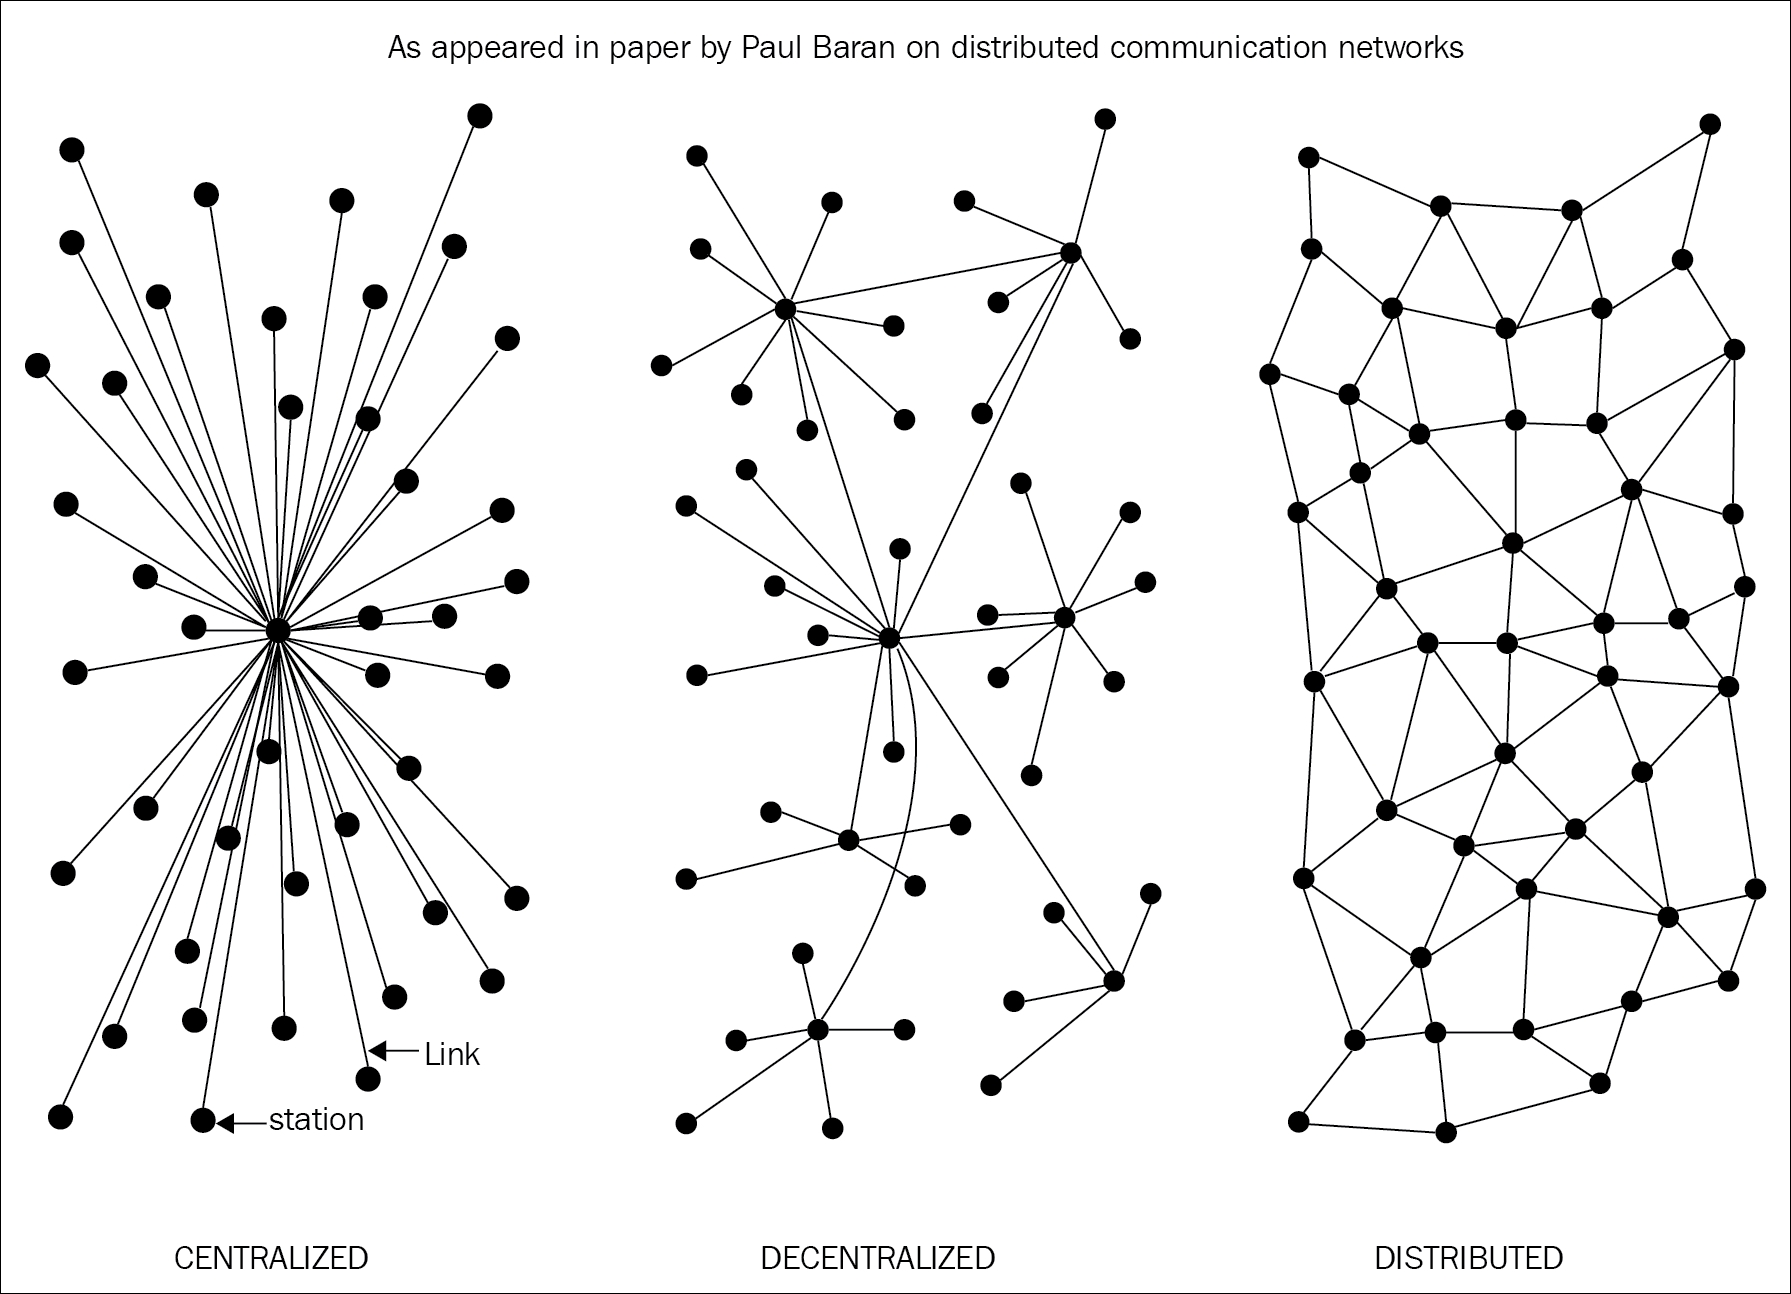 As appeared in paper by Paul Baran on distributed communication networks
Link
station
CENTRALIZED
DECENTRALIZED
DISTRIBUTED